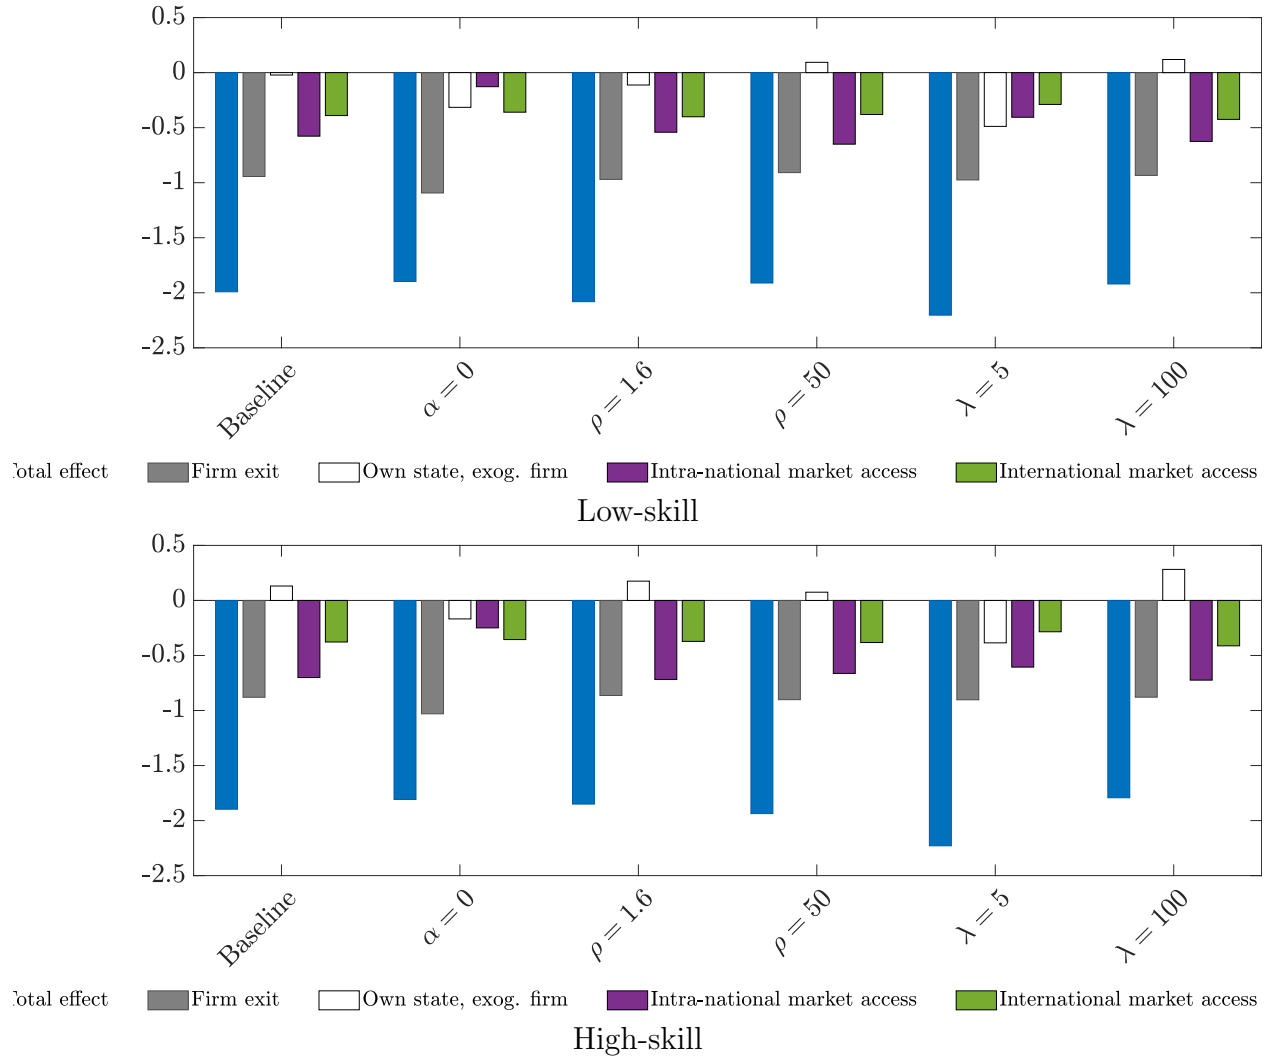 0.5
0
-0.5
-1
-1.5
-2
-2.5
Baseline
α = 0
ρ = 1.6
ρ = 50
λ = 5
λ = 100
effect Firm exit Own state, exog. firm Intra-national market access International market access
Low-skill
0.5
0
-0.5
-1
-1.5
-2
-2.5
Baseline
α = 0
ρ = 1.6
ρ = 50
λ = 5
λ = 100
effect Firm exit Own state, exog. firm Intra-national market access International market access
High-skill